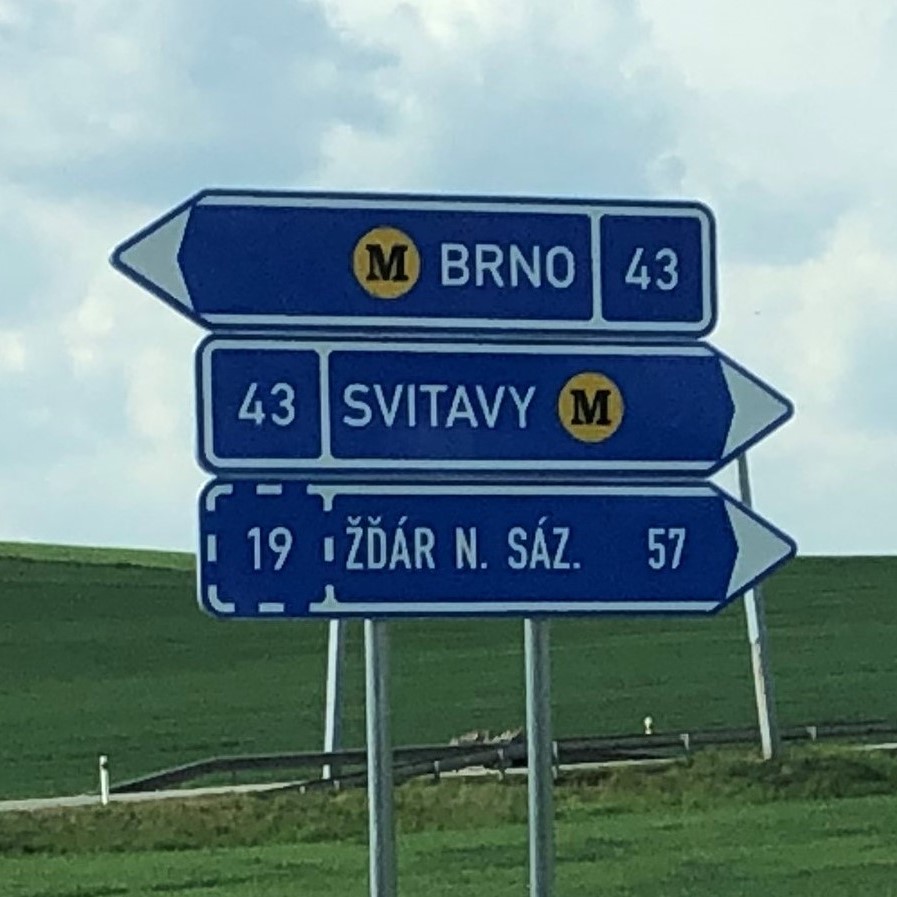 M BRNO 43
43 SVITAVY M
19 ŽĎÁR N. SÁZ. 57